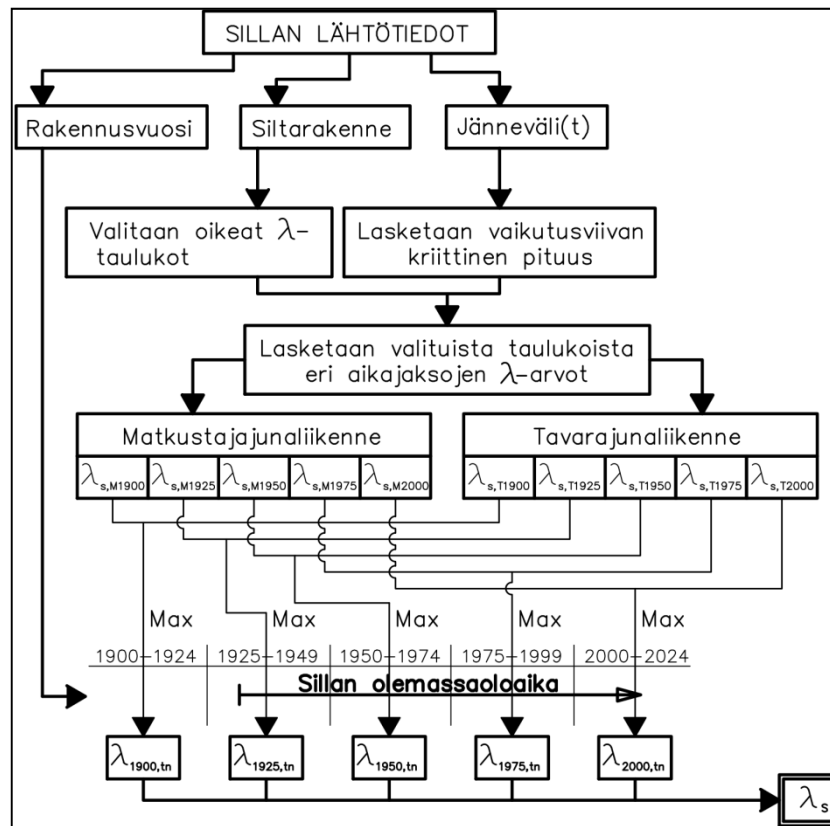 SILLAN LÄHTÖTIEDOT
Rakennusvuosi
Siltarakenne
Jänneväli(t)
Valitaan oikeat λ-
taulukot
Lasketaan vaikutusviivan
kriittinen pituus
Lasketaan valituista taulukoista
eri aikajaksojen λ-arvot
Matkustajajunaliikenne
Tavarajunaliikenne
λs,M1900 λs,M1925 λs,M1950 λs,M1975 λs,M2000
λs,T1900 λs,T1925 λs,T1950 λs,T1975 λs,T2000
Max Max Max Max
1900-1924 1925-1949 1950-1974 1975-1999 2000-2024
Sillan olemassaoloaika
λ1900,tn λ1925,tn λ1950,tn λ1975,tn λ2000,tn
λs